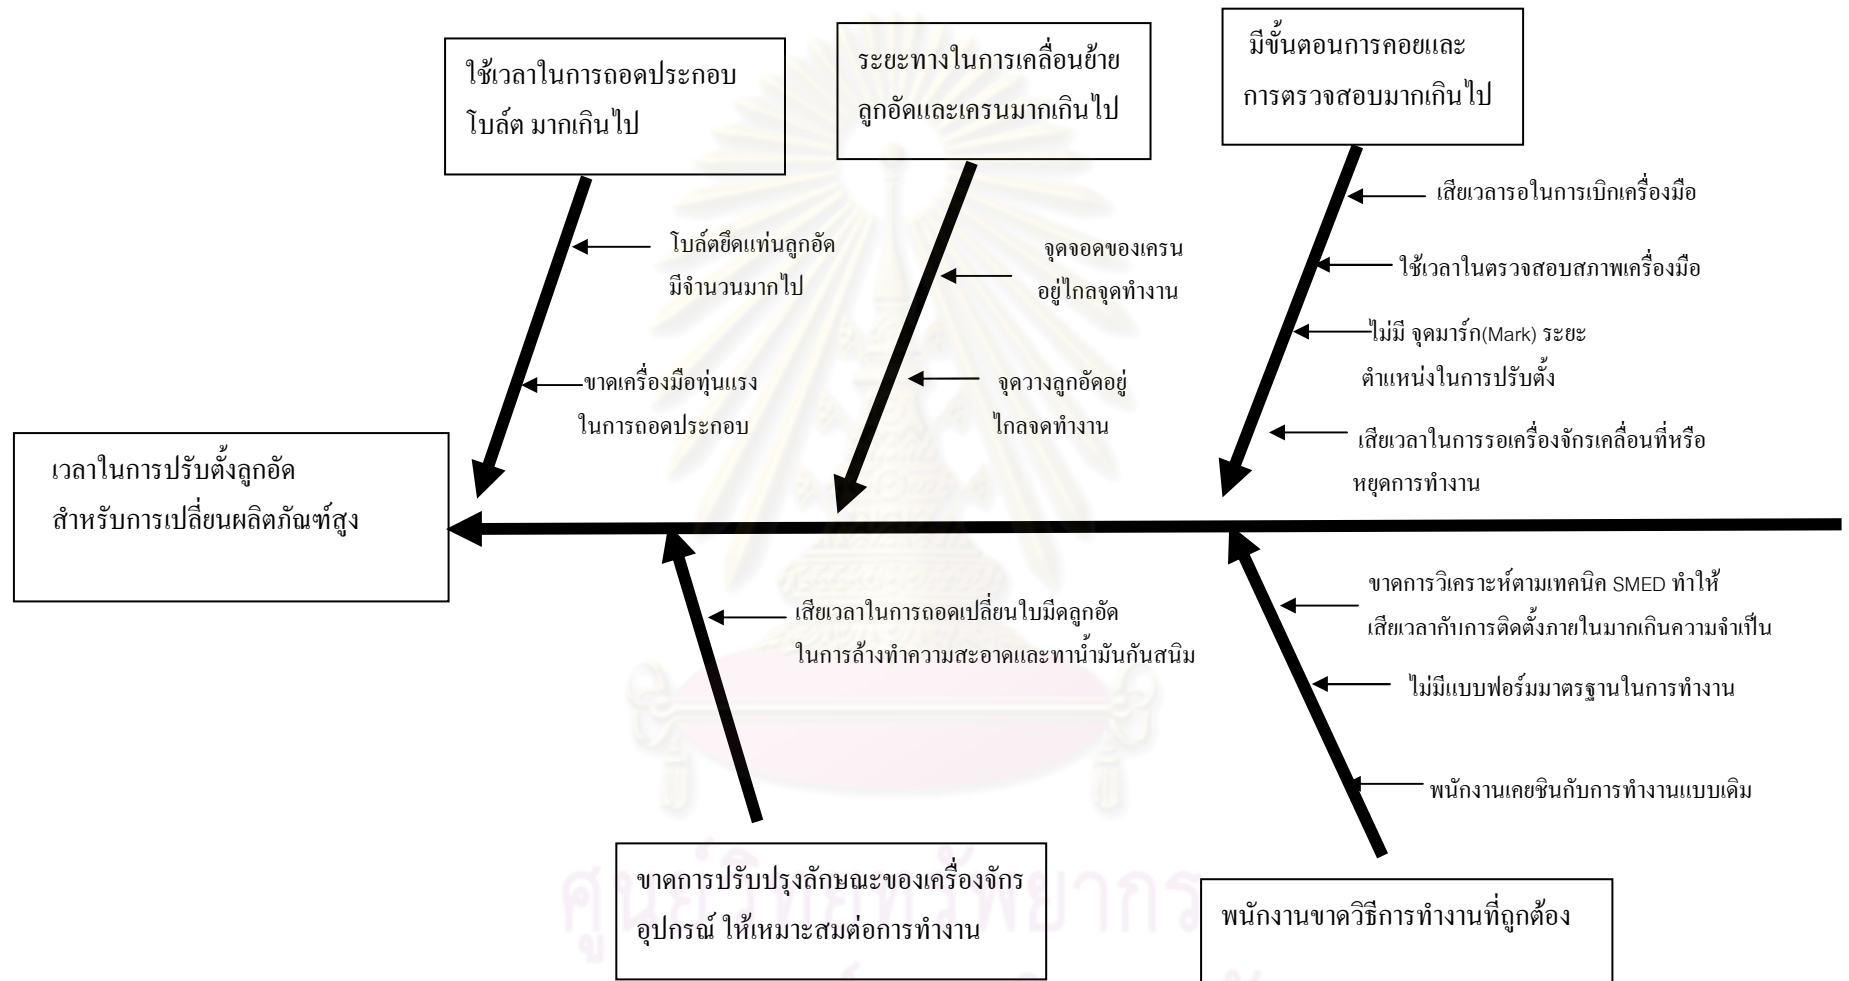 ใช้เวลาในการถอดประกอบ
โบล์ต มากเกินไป
ระยะทางในการเคลื่อนย้าย
ลูกอัดและเครนมากเกินไป
มีขั้นตอนการคอยและ
การตรวจสอบมากเกินไป
โบล์ตยึดแท่นลูกอัด
มีจำนวนมากไป
ขาดเครื่องมือทุ่นแรง
ในการถอดประกอบ
จุดจอดของเครน
อยู่ไกลจุดทำงาน
จุดวางลูกอัดอยู่
ไกลจดทำงาน
เสียเวลารอในการเบิกเครื่องมือ
ใช้เวลาในตรวจสอบสภาพเครื่องมือ
ไม่มี จุดมาร์ก(Mark) ระยะ
ตำแหน่งในการปรับตั้ง
เสียเวลาในการรอเครื่องจักรเคลื่อนที่หรือ
หยุดการทำงาน
เวลาในการปรับตั้งลูกอัด
สำหรับการเปลี่ยนผลิตภัณฑ์สูง
เสียเวลาในการถอดเปลี่ยนใบมีดลูกอัด
ในการล้างทำความสะอาดและทาน้ำมันกันสนิม
ขาดการวิเคราะห์ตามเทคนิค SMED ทำให้
เสียเวลากับการติดตั้งภายในมากเกินความจำเป็น
ไม่มีแบบฟอร์มมาตรฐานในการทำงาน
พนักงานเคยชินกับการทำงานแบบเดิม
ขาดการปรับปรุงลักษณะของเครื่องจักร
อุปกรณ์ ให้เหมาะสมต่อการทำงาน
พนักงานขาดวิธีการทำงานที่ถูกต้อง
ศูนย์วิทยทรัพยากร